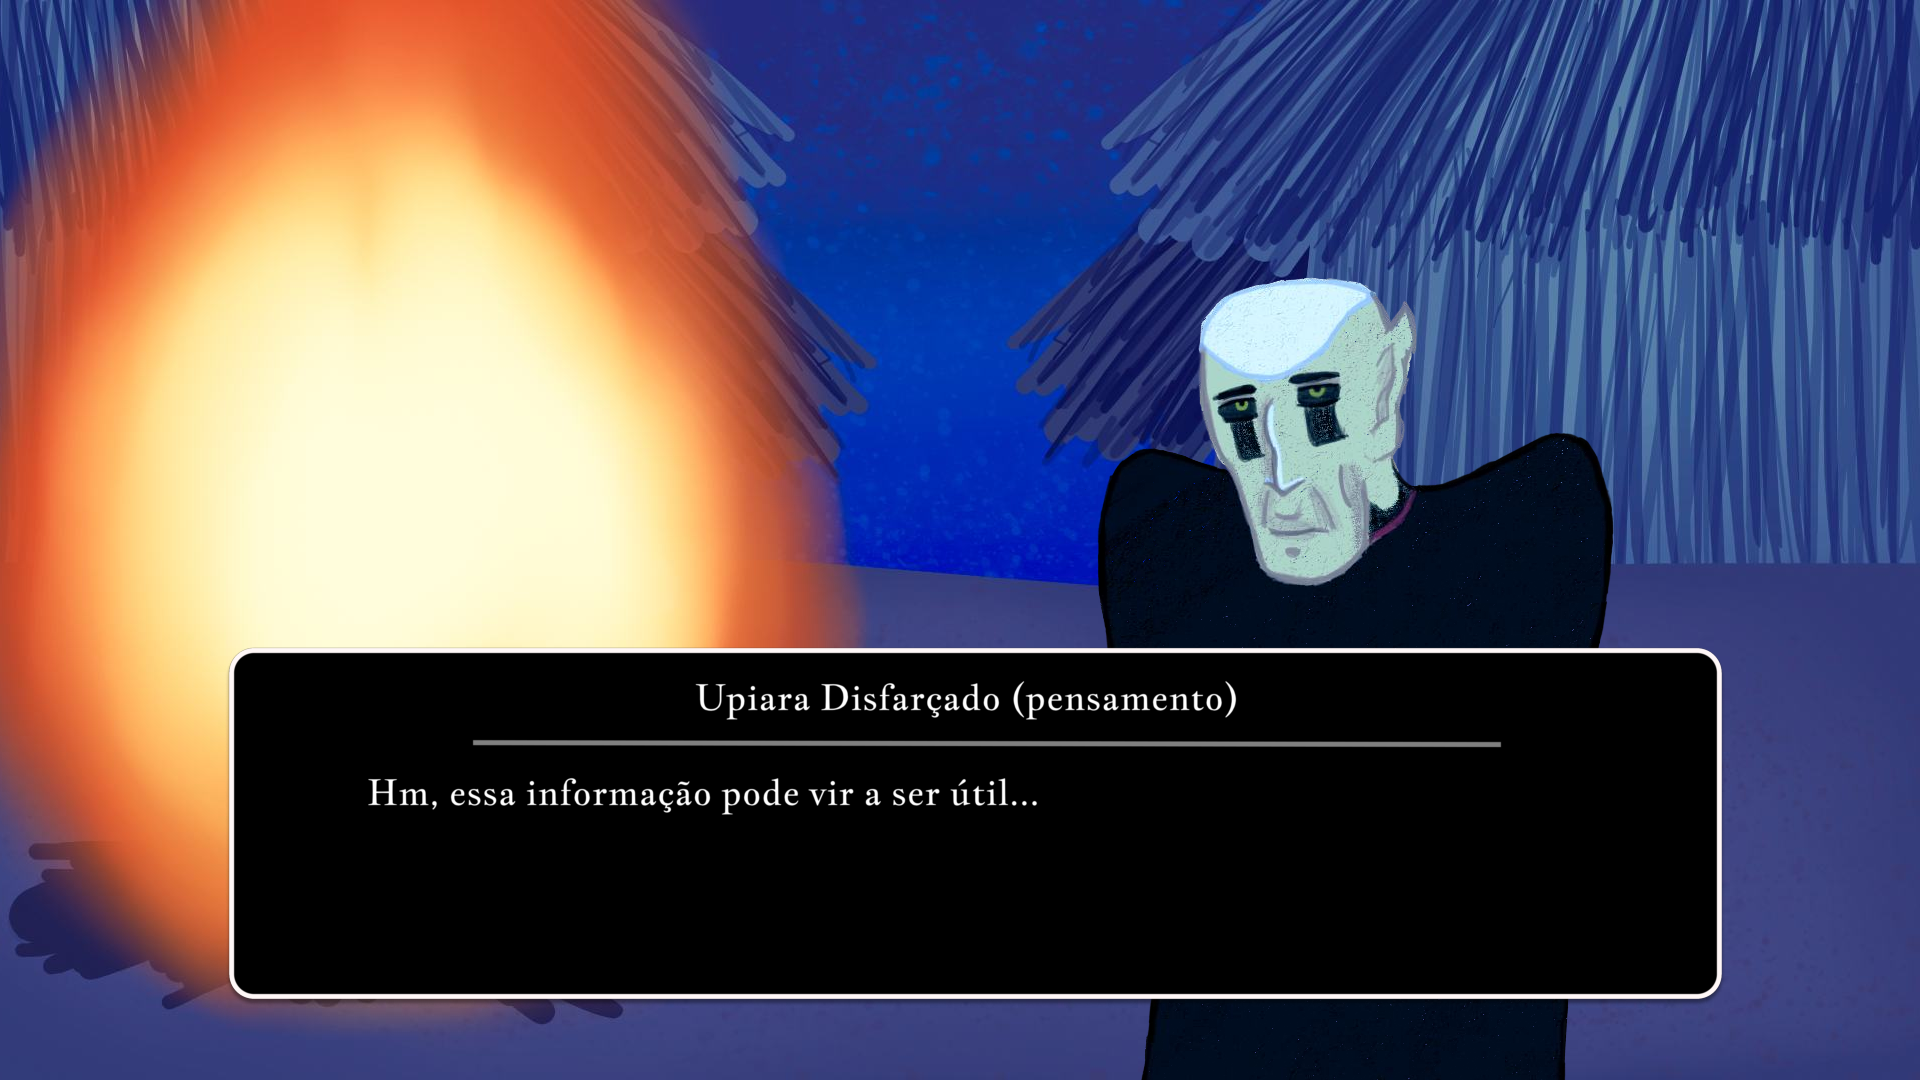 Upiara Disfarçado (pensamento)
Hm, essa informação pode vir a ser útil...